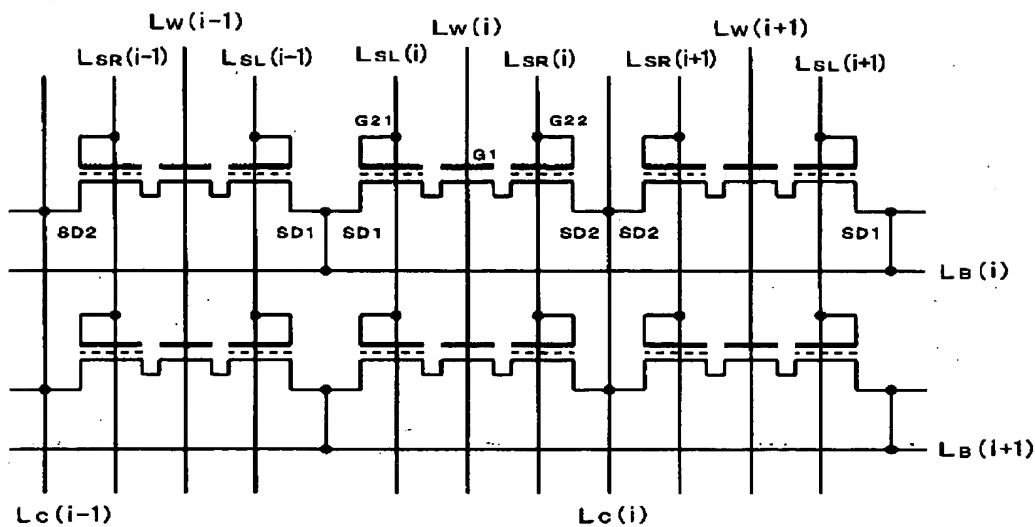 Lw(i-1) Lw(i) Lw(i+1)
LSR(i-1) LSL(i-1) LSL(i) LSR(i) LSR(i+1) LSL(i+1)
G21 G22
G1
SD2 SD1 SD1 SD2 SD2 SD1
LB(i)
LB(i+1)
Lc(i-1) Lc(i)